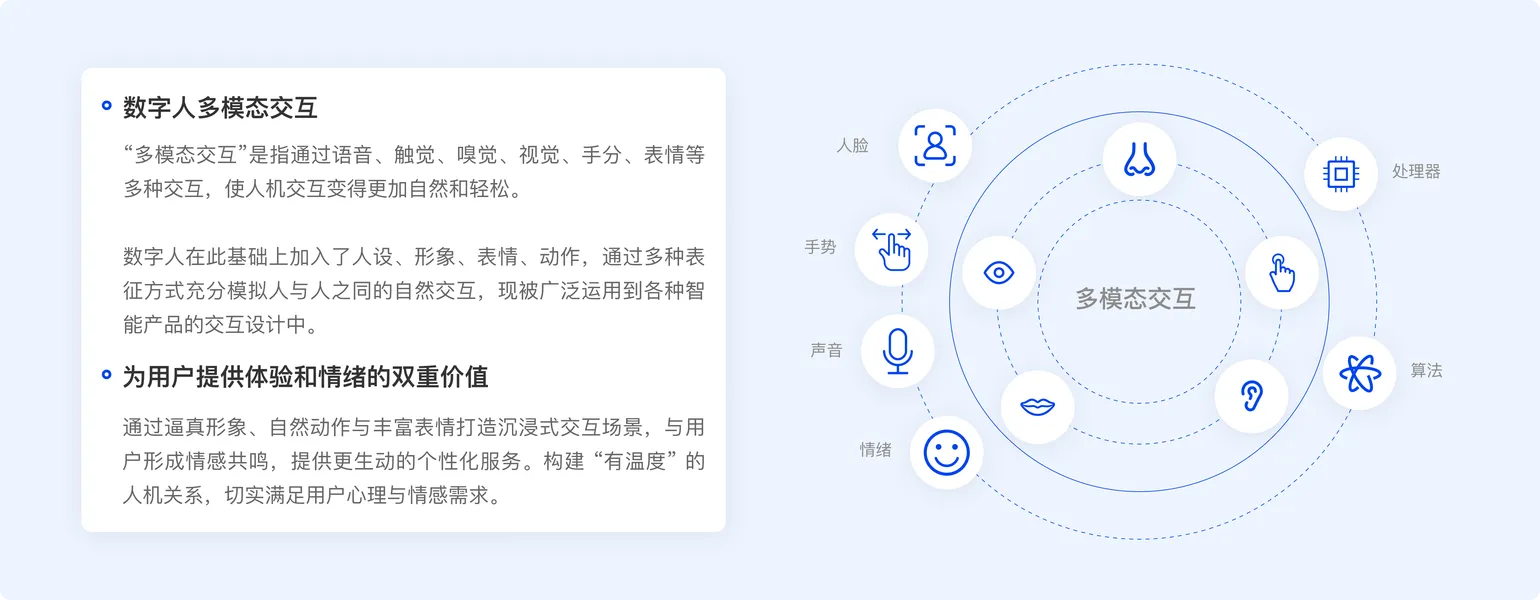 数字人多模态交互
“多模态交互”是指通过语音、触觉、嗅觉、视觉、手分、表情等
多种交互，使人机交互变得更加自然和轻松。
数字人在此基础上加入了人设、形象、表情、动作，通过多种表
征方式充分模拟人与人之同的自然交互，现被广泛运用到各种智
能产品的交互设计中。
为用户提供体验和情绪的双重价值
通过逼真形象、自然动作与丰富表情打造沉浸式交互场景，与用
户形成情感共鸣，提供更生动的个性化服务。构建“有温度”的
人机关系，切实满足用户心理与情感需求。
人脸
手势
声音
情绪
多模态交互
处理器
算法